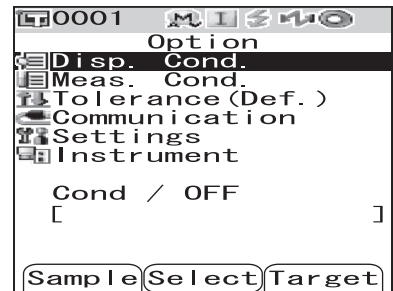 0001 M I
Option
Disp. Cond.
Meas. Cond.
Tolerance(Def.)
Communication
Settings
Instrument
Cond / OFF
[ ]
Sample Select Target